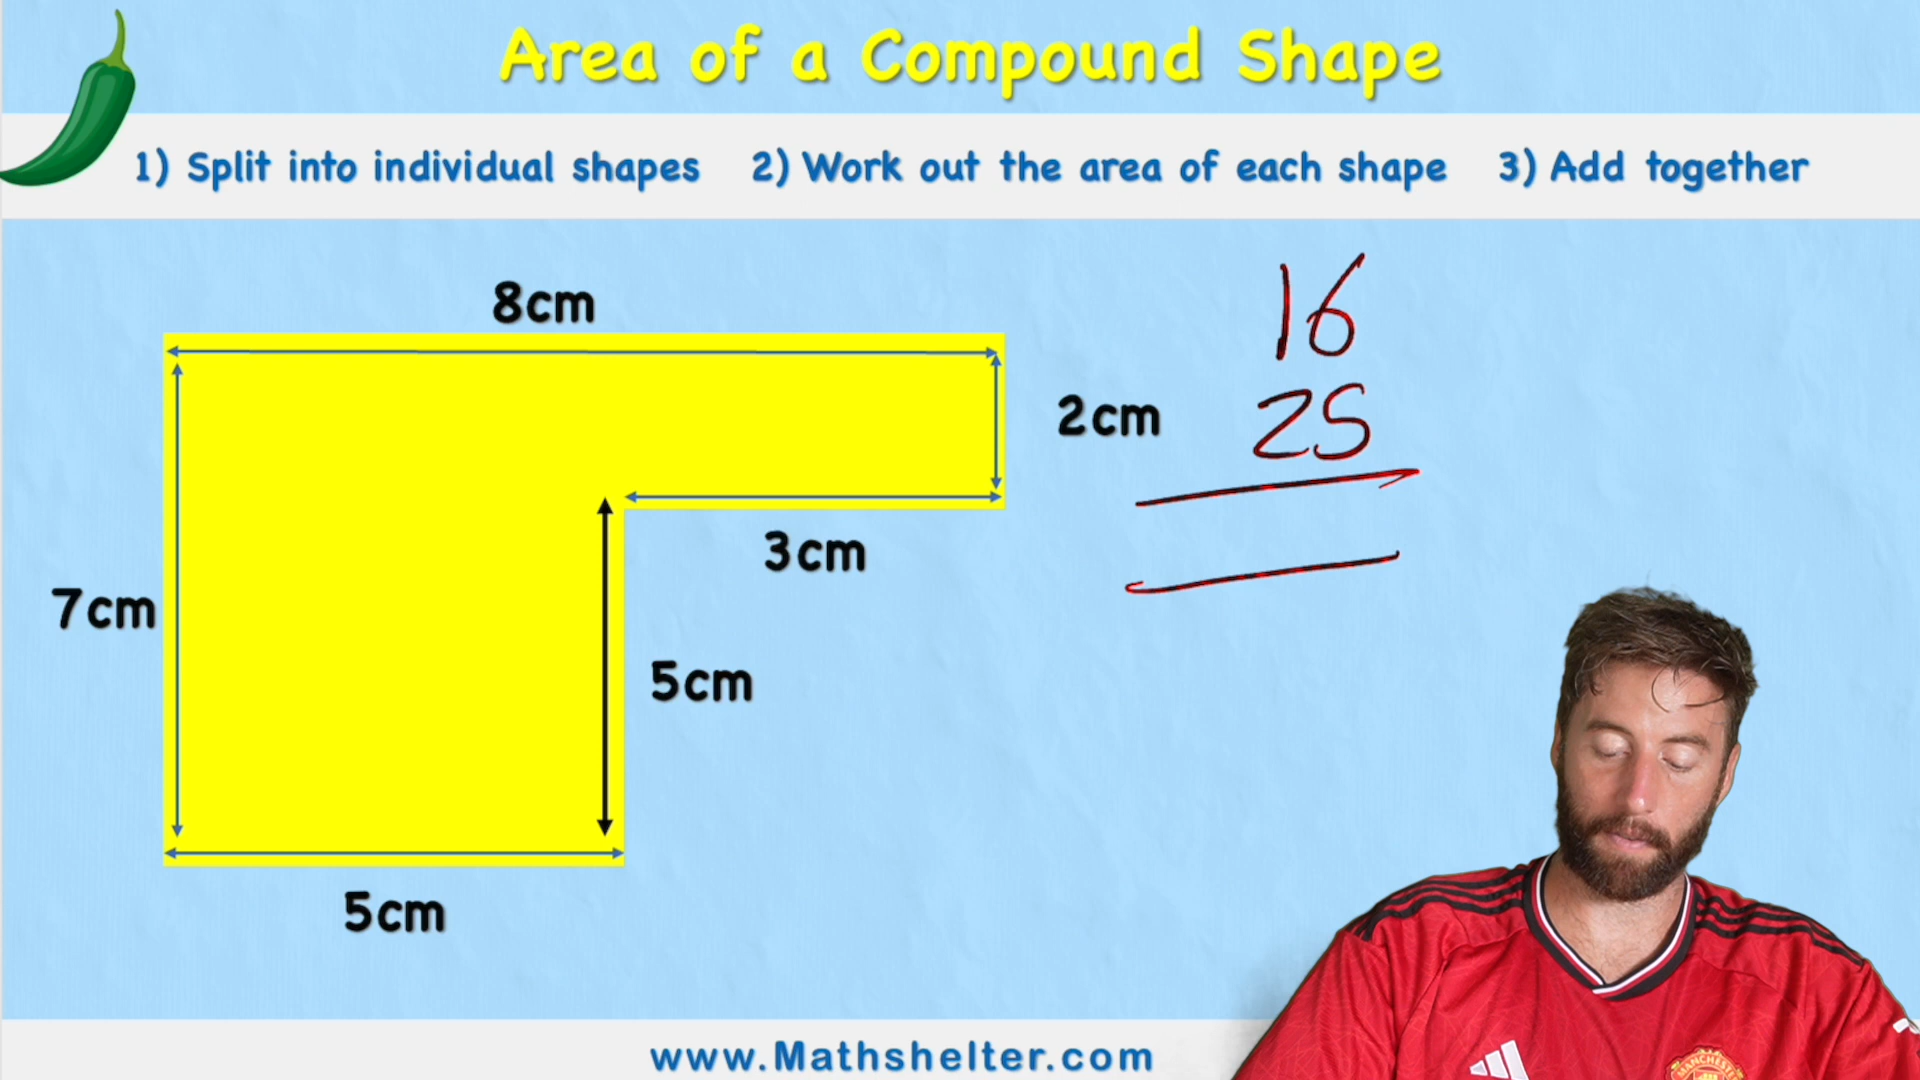 Area of a Compound Shape
1) Split into individual shapes 2) Work out the area of each shape 3) Add together
8cm
16
2cm
25
3cm
7cm
5cm
5cm
www.Mathshelter.com
MANCHESTER